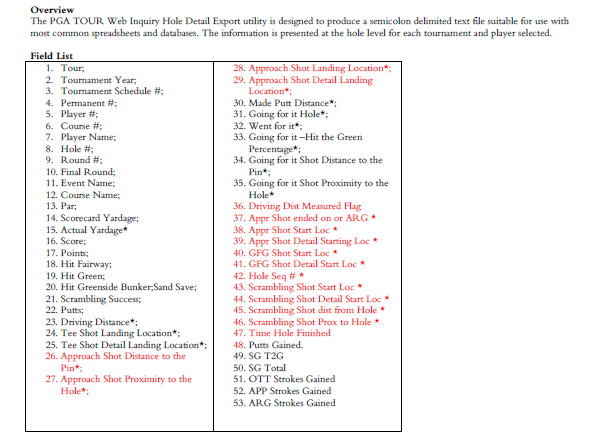 Overview
The PGA TOUR Web Inquiry Hole Detail Export utility is designed to produce a semicolon delimited text file suitable for use with
most common spreadsheets and databases. The information is presented at the hole level for each tournament and player selected.
Field List
1. Tour;
2. Tournament Year;
3. Tournament Schedule #;
4. Permanent #;
5. Player #;
6. Course #;
7. Player Name;
8. Hole #;
9. Round #;
10. Final Round;
11. Event Name;
12. Course Name;
13. Par;
14. Scorecard Yardage;
15. Actual Yardage*
16. Score;
17. Points;
18. Hit Fairway;
19. Hit Green;
20. Hit Greenside Bunker;Sand Save;
21. Scrambling Success;
22. Putts;
23. Driving Distance*;
24. Tee Shot Landing Location*;
25. Tee Shot Detail Landing Location*;
26. Approach Shot Distance to the
Pin*;
27. Approach Shot Proximity to the
Hole*;
28. Approach Shot Landing Location*;
29. Approach Shot Detail Landing
Location*;
30. Made Putt Distance*;
31. Going for it Hole*;
32. Went for it*;
33. Going for it –Hit the Green
Percentage*;
34. Going for it Shot Distance to the
Pin*;
35. Going for it Shot Proximity to the
Hole*
36. Driving Dist Measured Flag
37. Appr Shot ended on or ARG *
38. Appr Shot Start Loc *
39. Appr Shot Detail Starting Loc *
40. GFG Shot Start Loc *
41. GFG Shot Detail Start Loc *
42. Hole Seq # *
43. Scrambling Shot Start Loc *
44. Scrambling Shot Detail Start Loc *
45. Scrambling Shot dist from Hole *
46. Scrambling Shot Prox to Hole *
47. Time Hole Finished
48. Putts Gained.
49. SG T2G
50. SG Total
51. OTT Strokes Gained
52. APP Strokes Gained
53. ARG Strokes Gained